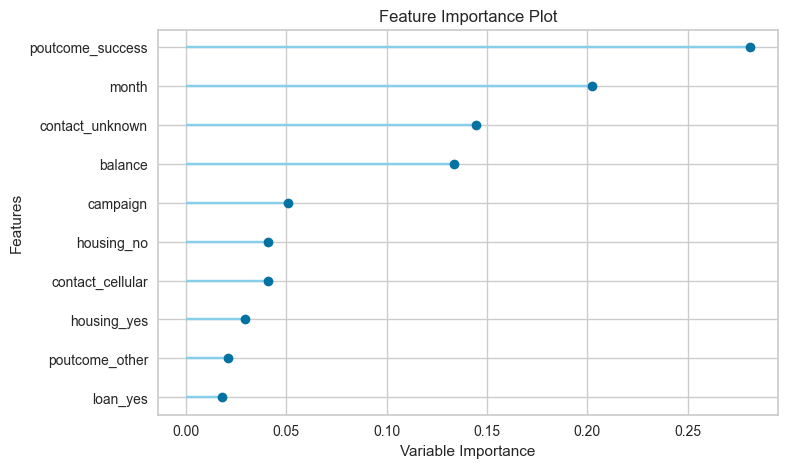 Feature Importance Plot
Features
poutcome_success
month
contact_unknown
balance
campaign
housing_no
contact_cellular
housing_yes
poutcome_other
loan_yes
0.00 0.05 0.10 0.15 0.20 0.25
Variable Importance